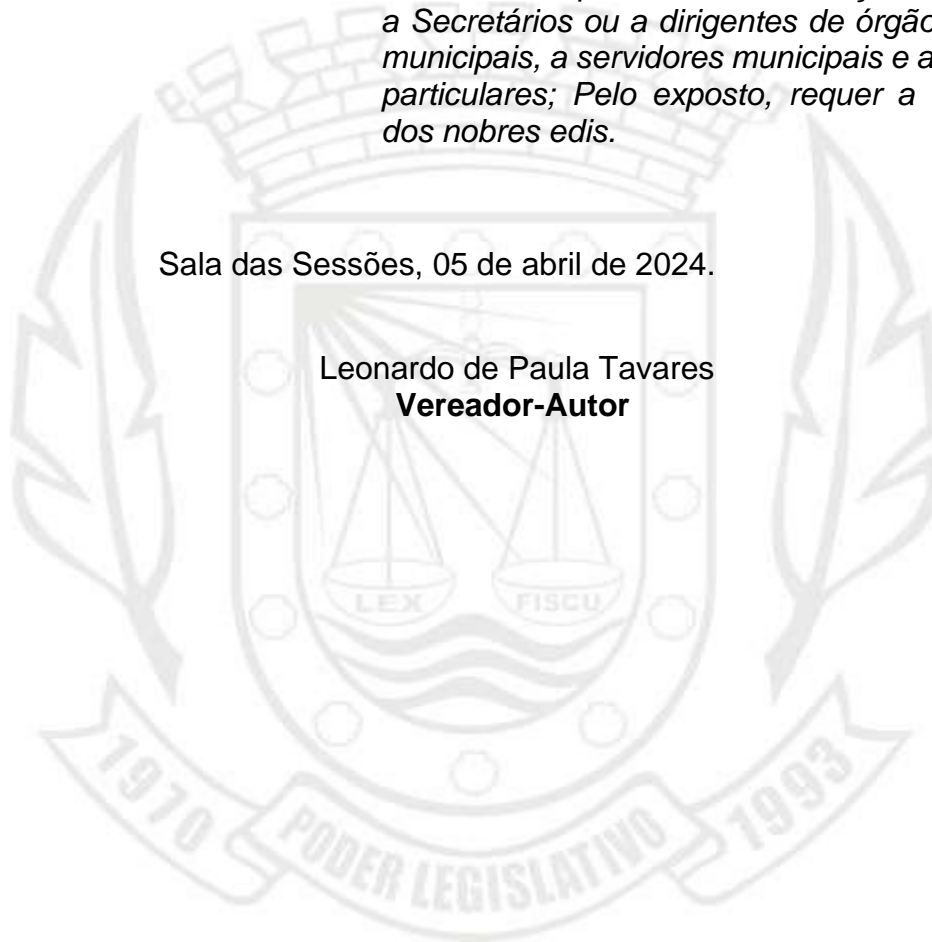 a Secretários ou a dirigentes de órgão
municipais, a servidores municipais e a
particulares; Pelo exposto, requer a
dos nobres edis.
Sala das Sessões, 05 de abril de 2024.
Leonardo de Paula Tavares
Vereador-Autor
LEX FISCU
1970 PODER LEGISLATIVO 1993